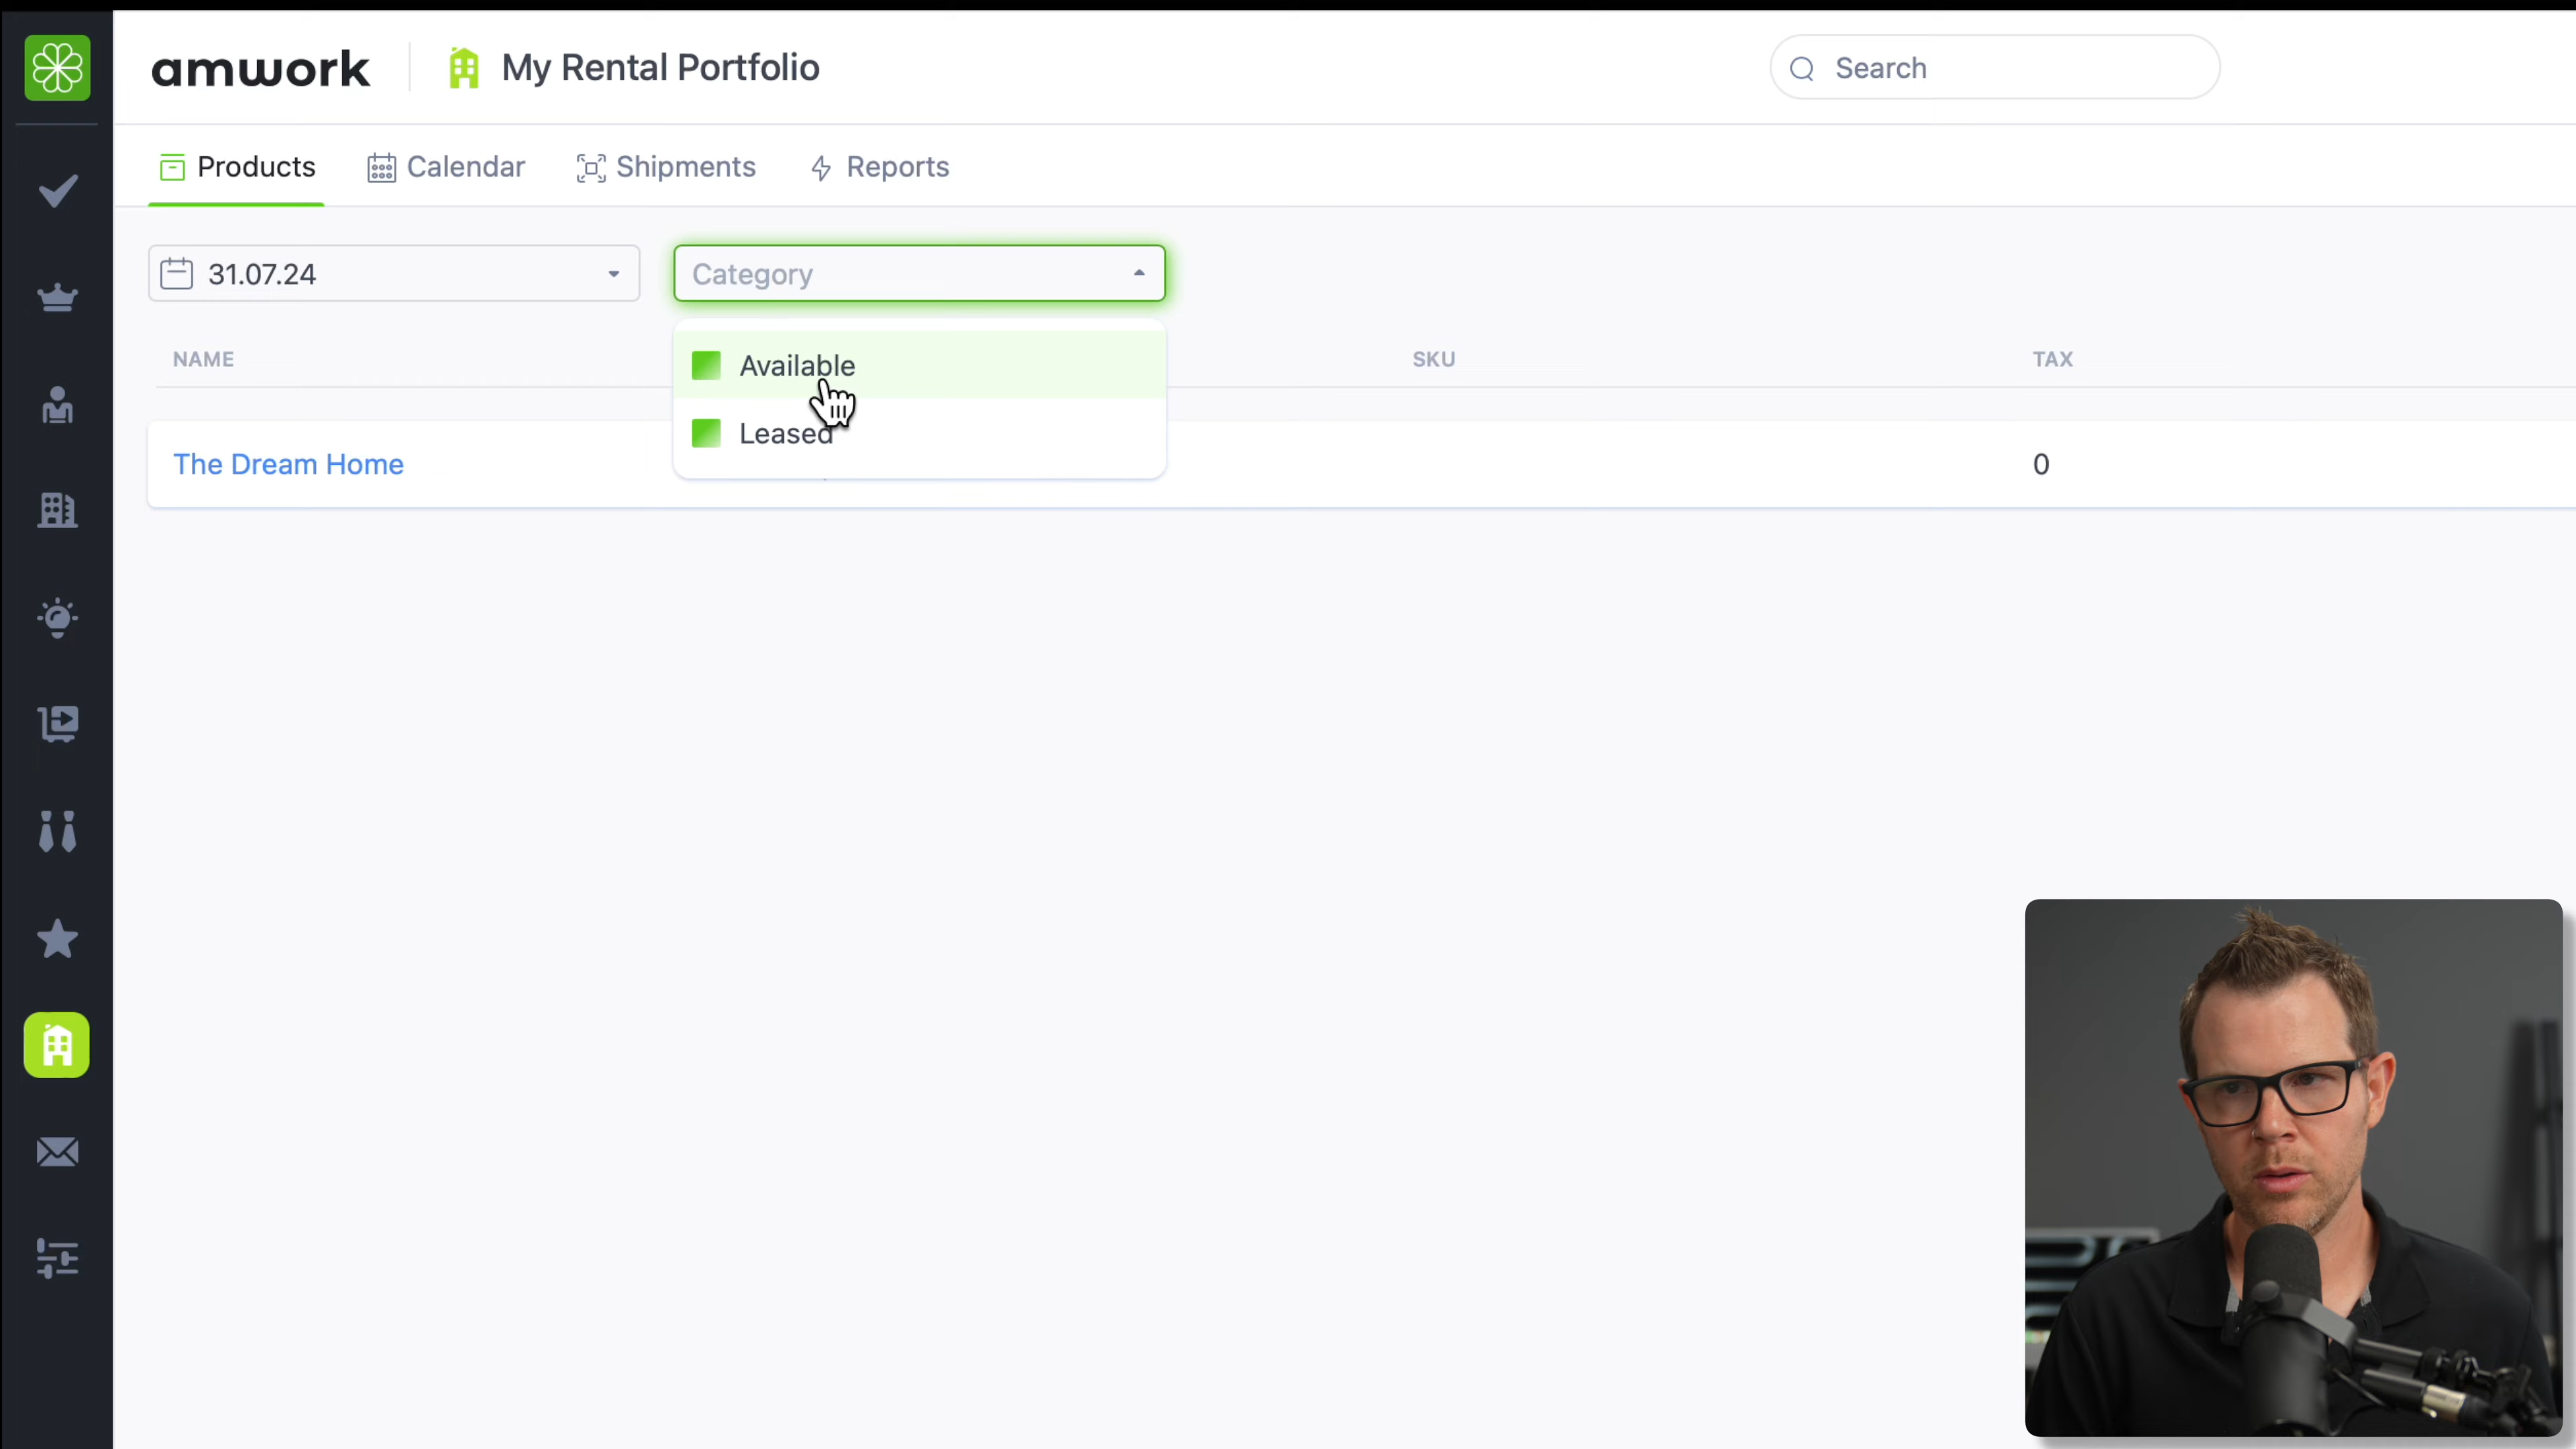 amwork
My Rental Portfolio
Search
Products
Calendar
Shipments
Reports
31.07.24
Category
NAME
SKU
TAX
Available
Leased
The Dream Home
0